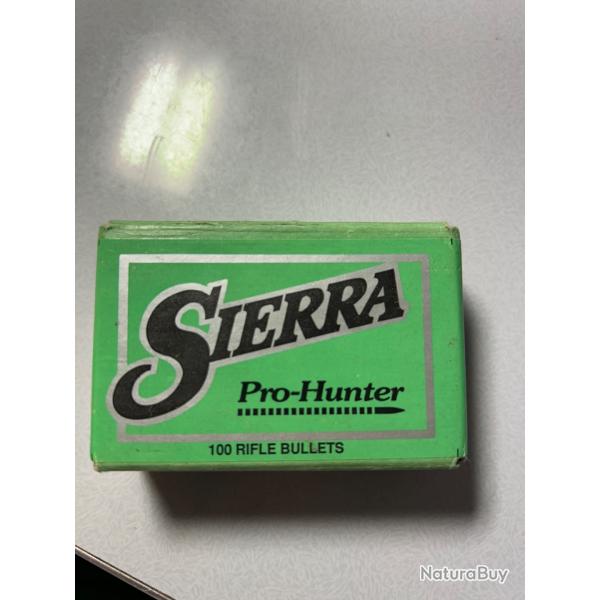 SIERRA
Pro-Hunter
100 RIFLE BULLETS
NaturaBuy